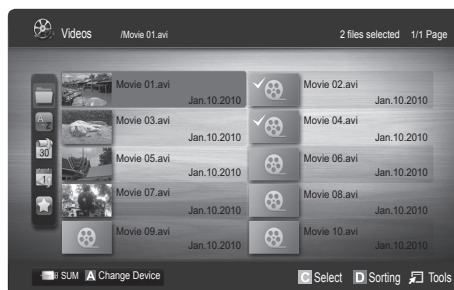 Videos /Movie 01.avi 2 files selected 1/1 Page
Movie 01.avi
Jan.10.2010
Movie 02.avi
Jan.10.2010
Movie 03.avi
Jan.10.2010
Movie 04.avi
Jan.10.2010
Movie 05.avi
Jan.10.2010
Movie 06.avi
Jan.10.2010
Movie 07.avi
Jan.10.2010
Movie 08.avi
Jan.10.2010
Movie 09.avi
Jan.10.2010
Movie 10.avi
Jan.10.2010
A Z
30
1
SUM A Change Device C Select D Sorting Tools